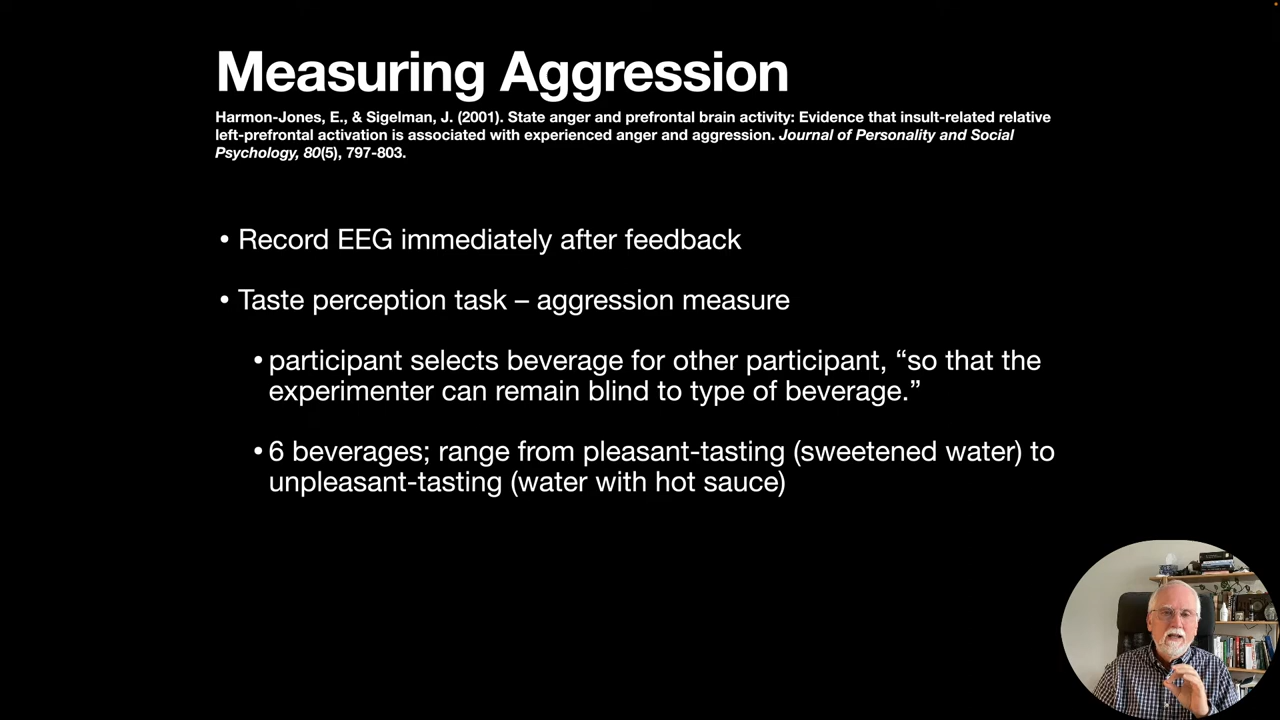 Measuring Aggression
Harmon-Jones, E., & Sigelman, J. (2001). State anger and prefrontal brain activity: Evidence that insult-related relative
left-prefrontal activation is associated with experienced anger and aggression. Journal of Personality and Social
Psychology, 80(5), 797-803.
• Record EEG immediately after feedback
• Taste perception task – aggression measure
• participant selects beverage for other participant, “so that the
experimenter can remain blind to type of beverage.”
• 6 beverages; range from pleasant-tasting (sweetened water) to
unpleasant-tasting (water with hot sauce)